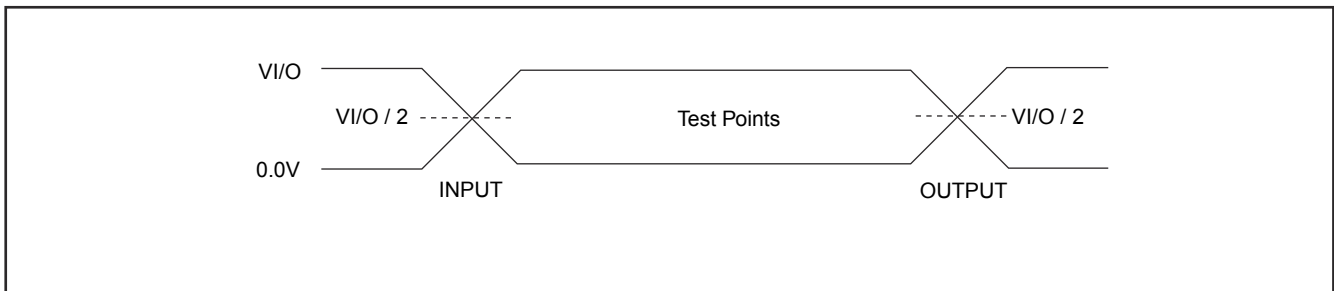 VI/O
VI/O / 2
Test Points
VI/O / 2
0.0V
INPUT
OUTPUT